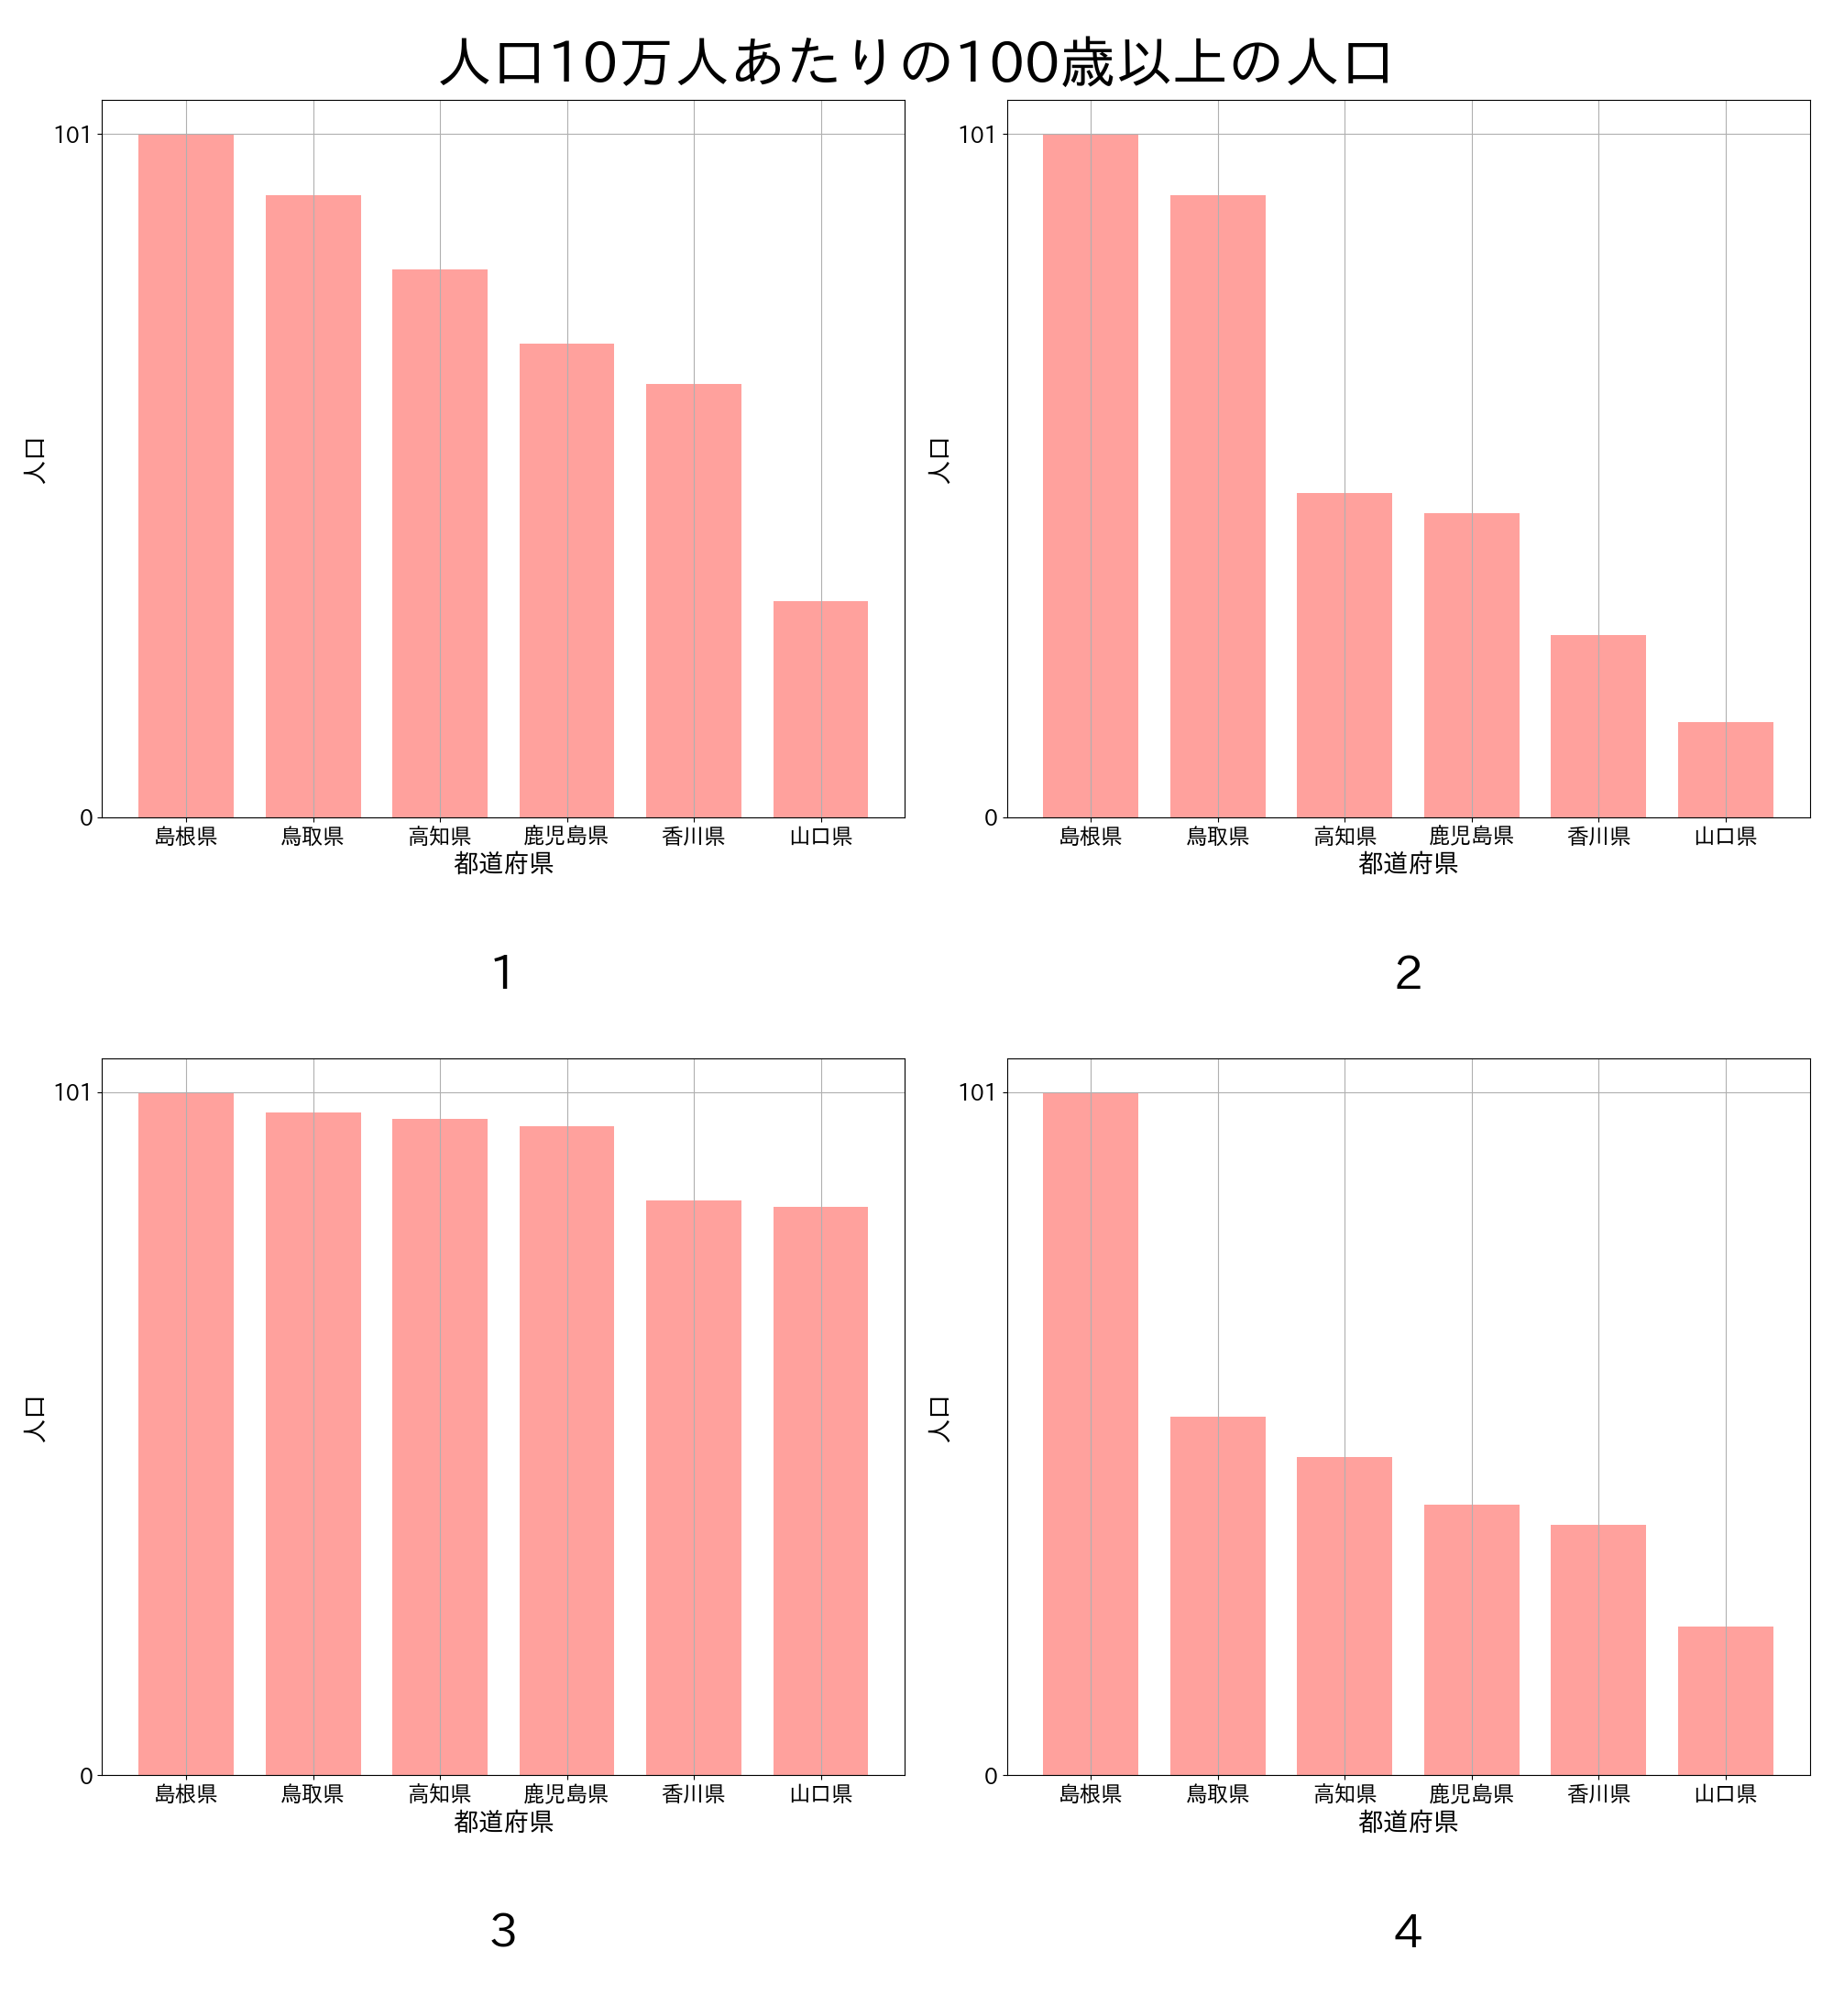 人口10万人あたりの100歳以上の人口
101
0
人口
島根県 鳥取県 高知県 鹿児島県 香川県 山口県
都道府県
1
101
0
人口
島根県 鳥取県 高知県 鹿児島県 香川県 山口県
都道府県
2
101
0
人口
島根県 鳥取県 高知県 鹿児島県 香川県 山口県
都道府県
3
101
0
人口
島根県 鳥取県 高知県 鹿児島県 香川県 山口県
都道府県
4